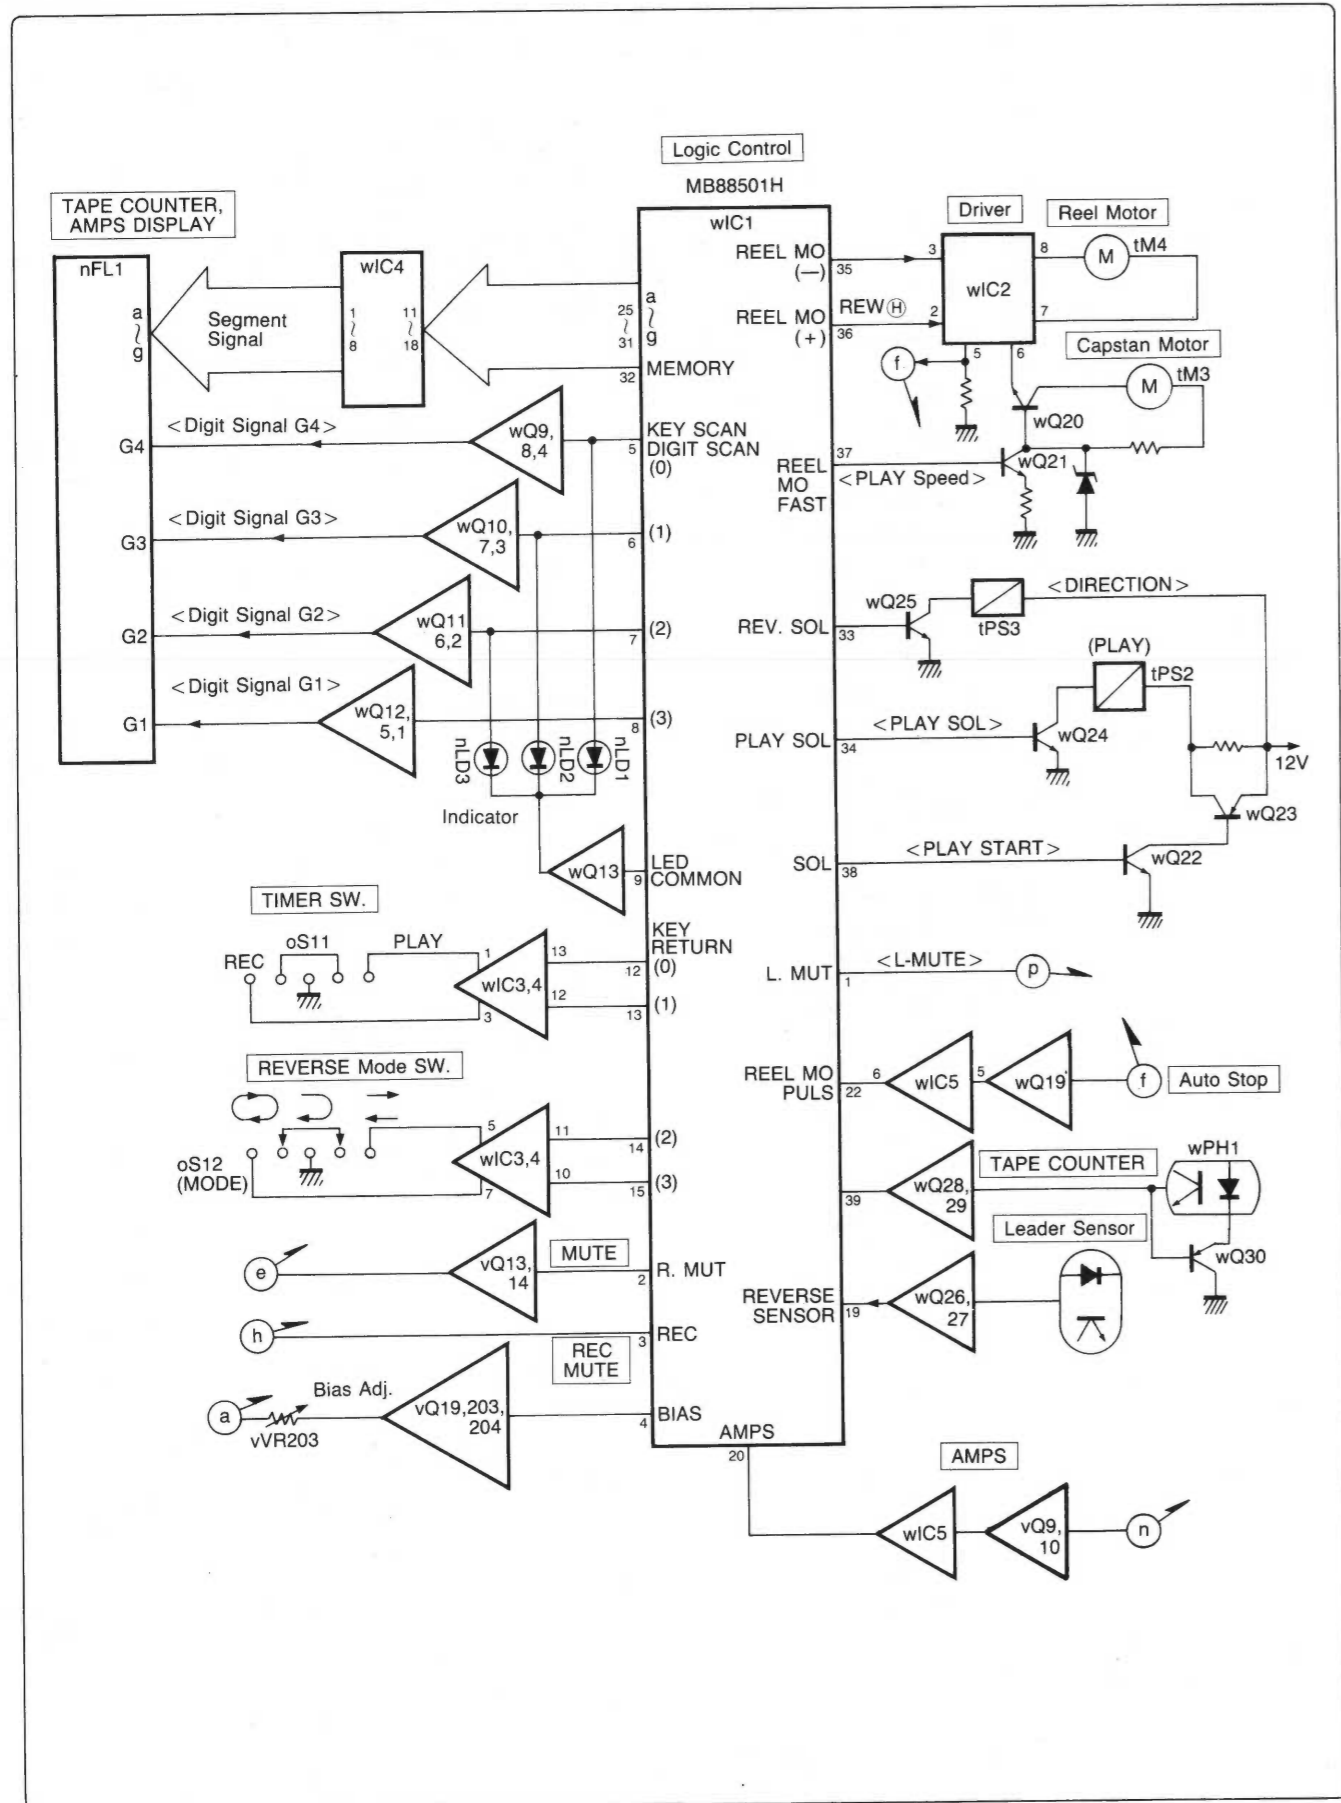 Logic Control
MB88501H
wIC1
TAPE COUNTER,
AMPS DISPLAY
nFL1
a
~
g
Segment
Signal
wIC4
1
~
8
11
~
18
a
25
~
31
g
MEMORY
32
G4
<Digit Signal G4>
wQ9,
8,4
5
KEY SCAN
DIGIT SCAN
(0)
G3
<Digit Signal G3>
wQ10,
7,3
6
(1)
G2
<Digit Signal G2>
wQ11
6,2
7
(2)
G1
<Digit Signal G1>
wQ12,
5,1
8
(3)
nLD3
nLD2
nLD1
Indicator
wQ13
9
LED
COMMON
TIMER SW.
REC
oS11
PLAY
1
3
wIC3,4
13
12
KEY
RETURN
12
(0)
13
(1)
REVERSE Mode SW.
oS12
(MODE)
5
7
wIC3,4
11
10
14
(2)
15
(3)
e
vQ13,
14
MUTE
2
R. MUT
h
3
REC
REC
MUTE
a
Bias Adj.
vVR203
vQ19,203,
204
4
BIAS
AMPS
20
REEL MO
(—)
35
REEL MO
(+)
36
REW Ⓗ
Driver
3
2
wIC2
8
7
5
6
Reel Motor
M
tM4
f
Capstan Motor
M
tM3
wQ20
wQ21
REEL
MO
FAST
37
<PLAY Speed>
REV. SOL
33
wQ25
tPS3
<DIRECTION>
(PLAY)
tPS2
PLAY SOL
34
<PLAY SOL>
wQ24
12V
wQ23
SOL
38
<PLAY START>
wQ22
L. MUT
1
<L-MUTE>
p
REEL MO
PULS
22
6
wIC5
5
wQ19
f
Auto Stop
39
wQ28,
29
TAPE COUNTER
wPH1
wQ30
Leader Sensor
REVERSE
SENSOR
19
wQ26,
27
AMPS
wIC5
vQ9,
10
n